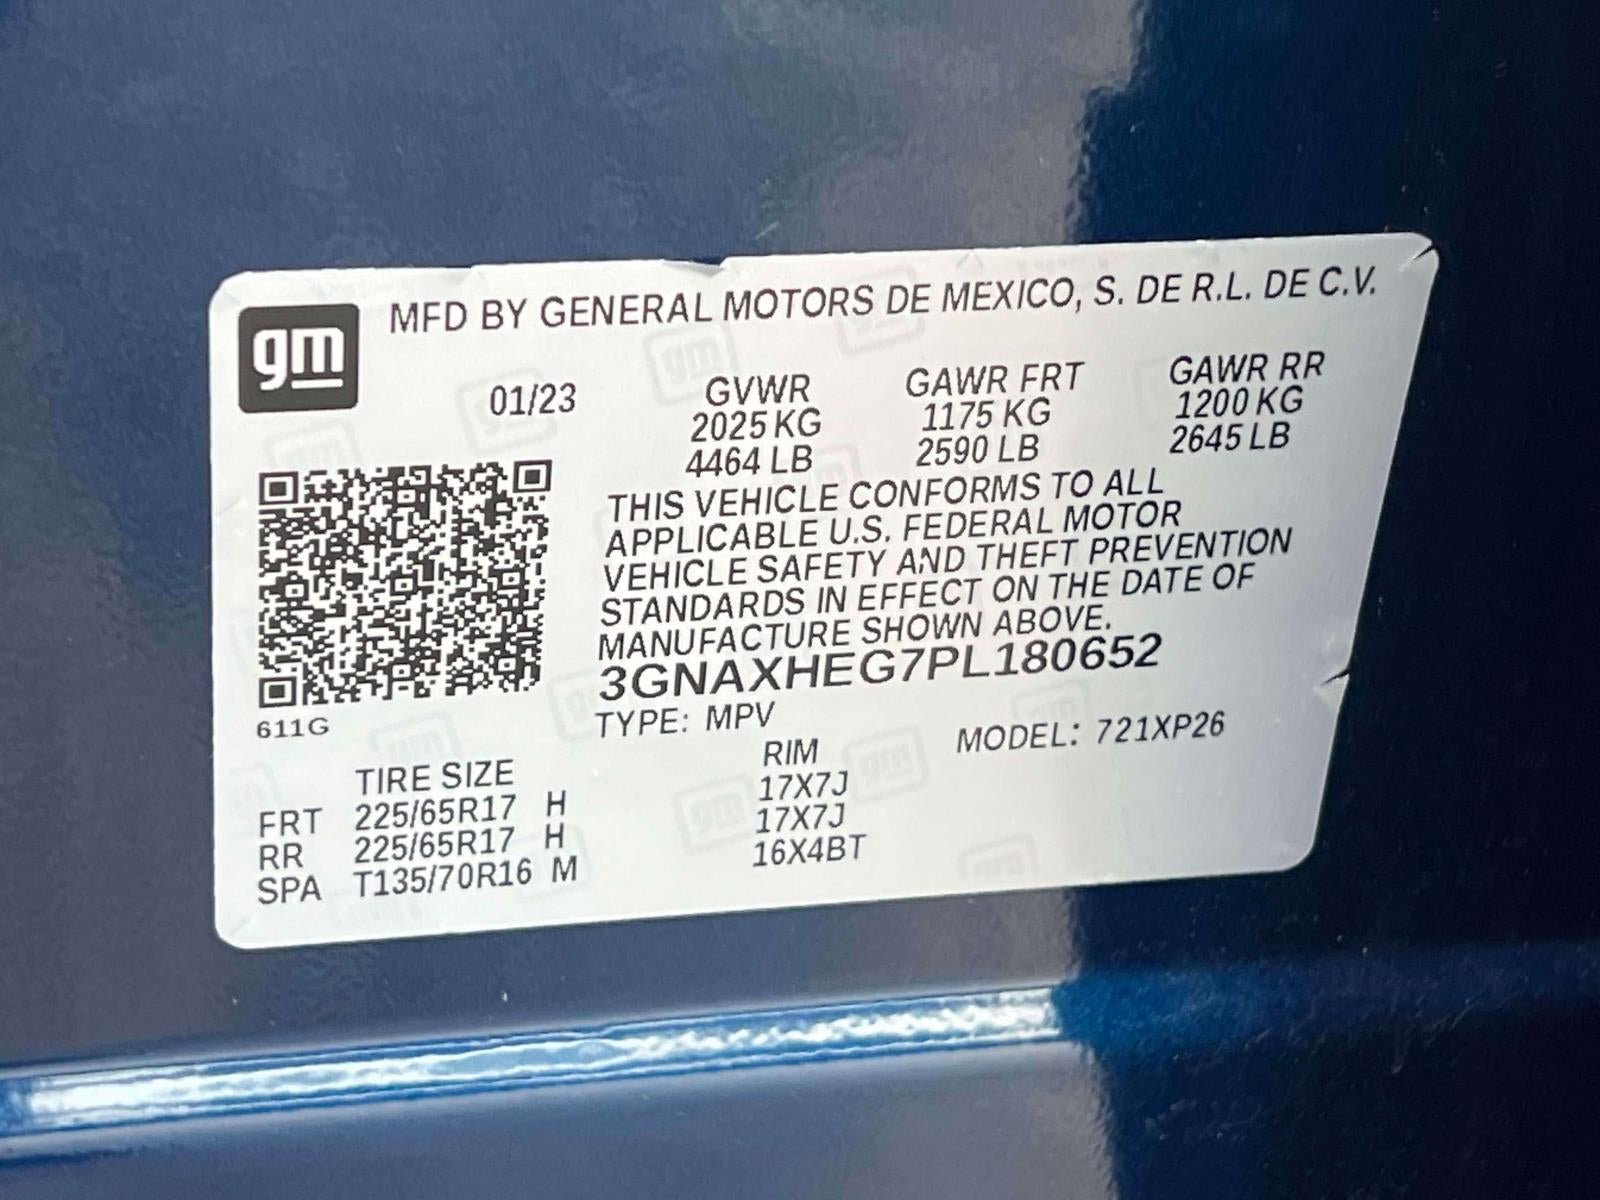 gm
MFD BY GENERAL MOTORS DE MEXICO, S. DE R.L. DE C.V.
01/23
GVWR
2025 KG
4464 LB
GAWR FRT
1175 KG
2590 LB
GAWR RR
1200 KG
2645 LB
THIS VEHICLE CONFORMS TO ALL
APPLICABLE U.S. FEDERAL MOTOR
VEHICLE SAFETY AND THEFT PREVENTION
STANDARDS IN EFFECT ON THE DATE OF
MANUFACTURE SHOWN ABOVE.
3GNAXHEG7PL180652
611G
TYPE: MPV
MODEL: 721XP26
TIRE SIZE RIM
FRT 225/65R17 H 17X7J
RR 225/65R17 H 17X7J
SPA T135/70R16 M 16X4BT